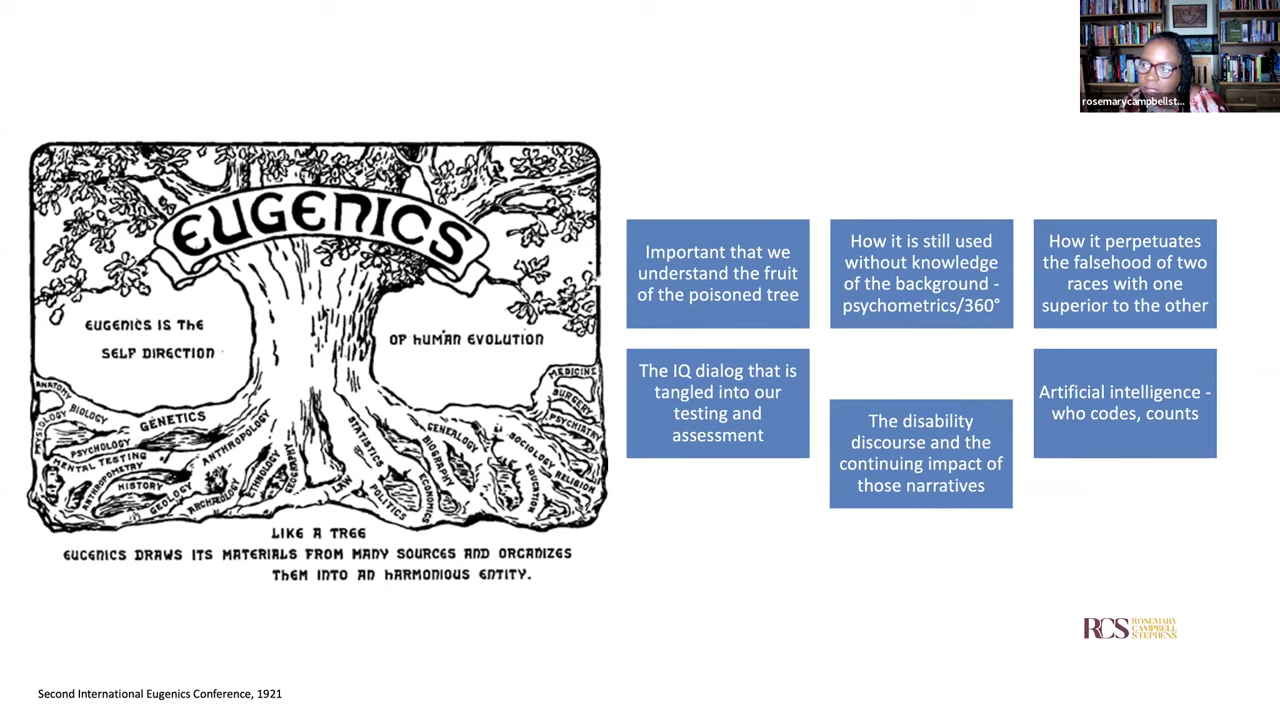 rosemarycampbellst...
EUGENICS
EUGENICS IS THE
SELF DIRECTION
OF HUMAN EVOLUTION
ANATOMY
PHYSIOLOGY
BIOLOGY
GENETICS
PSYCHOLOGY
MENTAL TESTING
ANTHROPOMETRY
HISTORY
GEOLOGY
ANTHROPOLOGY
ARCHÆOLOGY
ETHNOLOGY
GEOGRAPHY
LAW
STATISTICS
POLITICS
ECONOMICS
BIOGRAPHY
GENEALOGY
EDUCATION
SOCIOLOGY
RELIGION
PSYCHIATRY
SURGERY
MEDICINE
LIKE A TREE
EUGENICS DRAWS ITS MATERIALS FROM MANY SOURCES AND ORGANIZES
THEM INTO AN HARMONIOUS ENTITY.
Important that we
understand the fruit
of the poisoned tree
How it is still used
without knowledge
of the background -
psychometrics/360°
How it perpetuates
the falsehood of two
races with one
superior to the other
The IQ dialog that is
tangled into our
testing and
assessment
The disability
discourse and the
continuing impact of
those narratives
Artificial intelligence -
who codes, counts
RCS ROSEMARY
CAMPBELL
STEPHENS
Second International Eugenics Conference, 1921